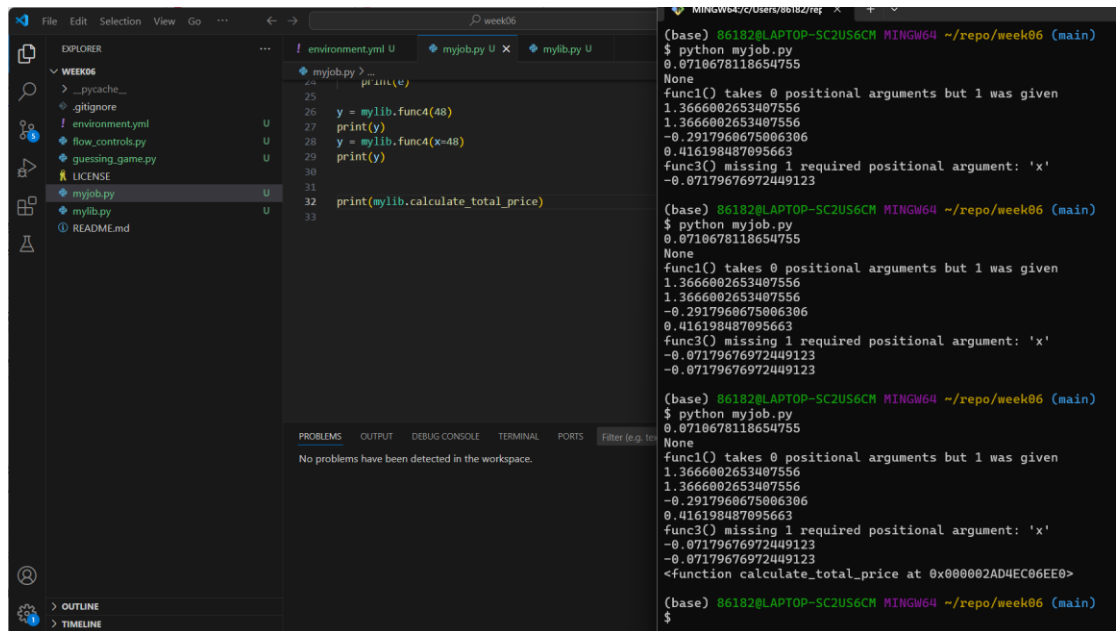 File Edit Selection View Go ··· ← → week06
EXPLORER ···
WEEK06
__pycache__
.gitignore
! environment.yml U
flow_controls.py U
guessing_game.py U
LICENSE
myjob.py U
mylib.py U
README.md
OUTLINE
TIMELINE
5
1
! environment.yml U myjob.py U × mylib.py U
myjob.py > ...
24 print(e)
25
26 y = mylib.func4(48)
27 print(y)
28 y = mylib.func4(x=48)
29 print(y)
30
31
32 print(mylib.calculate_total_price)
33
PROBLEMS OUTPUT DEBUG CONSOLE TERMINAL PORTS Filter (e.g.
No problems have been detected in the workspace.
MINGW64:/c/Users/86182/rep × +
(base) 86182@LAPTOP-SC2US6CM MINGW64 ~/repo/week06 (main)
$ python myjob.py
0.0710678118654755
None
func1() takes 0 positional arguments but 1 was given
1.3666002653407556
1.3666002653407556
-0.2917960675006306
0.416198487095663
func3() missing 1 required positional argument: 'x'
-0.07179676972449123
(base) 86182@LAPTOP-SC2US6CM MINGW64 ~/repo/week06 (main)
$ python myjob.py
0.0710678118654755
None
func1() takes 0 positional arguments but 1 was given
1.3666002653407556
1.3666002653407556
-0.2917960675006306
0.416198487095663
func3() missing 1 required positional argument: 'x'
-0.07179676972449123
-0.07179676972449123
(base) 86182@LAPTOP-SC2US6CM MINGW64 ~/repo/week06 (main)
$ python myjob.py
0.0710678118654755
None
func1() takes 0 positional arguments but 1 was given
1.3666002653407556
1.3666002653407556
-0.2917960675006306
0.416198487095663
func3() missing 1 required positional argument: 'x'
-0.07179676972449123
-0.07179676972449123
<function calculate_total_price at 0x000002AD4EC06EE0>
(base) 86182@LAPTOP-SC2US6CM MINGW64 ~/repo/week06 (main)
$